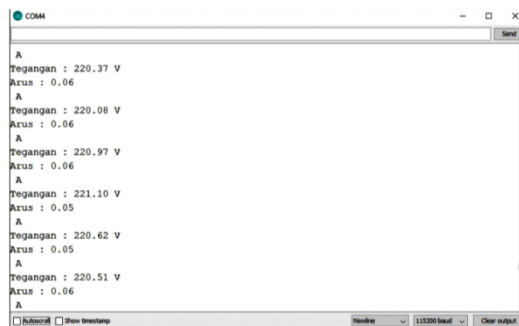 COM4
Send
A
Tegangan : 220.37 V
Arus : 0.06
A
Tegangan : 220.08 V
Arus : 0.06
A
Tegangan : 220.97 V
Arus : 0.06
A
Tegangan : 221.10 V
Arus : 0.05
A
Tegangan : 220.62 V
Arus : 0.05
A
Tegangan : 220.51 V
Arus : 0.06
A
Autoscroll Show timestamp Newline 115200 baud Clear output